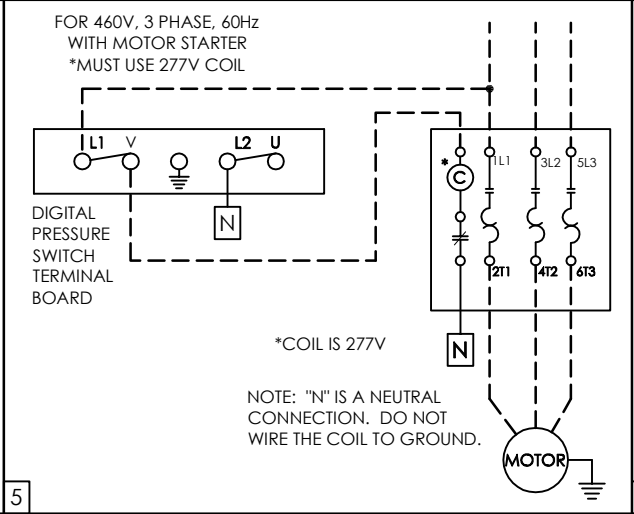 FOR 460V, 3 PHASE, 60Hz
WITH MOTOR STARTER
*MUST USE 277V COIL
L1 V L2 U
N
DIGITAL
PRESSURE
SWITCH
TERMINAL
BOARD
* C 1L1 3L2 5L3
2T1 4T2 6T3
*COIL IS 277V
N
NOTE: "N" IS A NEUTRAL
CONNECTION. DO NOT
WIRE THE COIL TO GROUND.
MOTOR
5